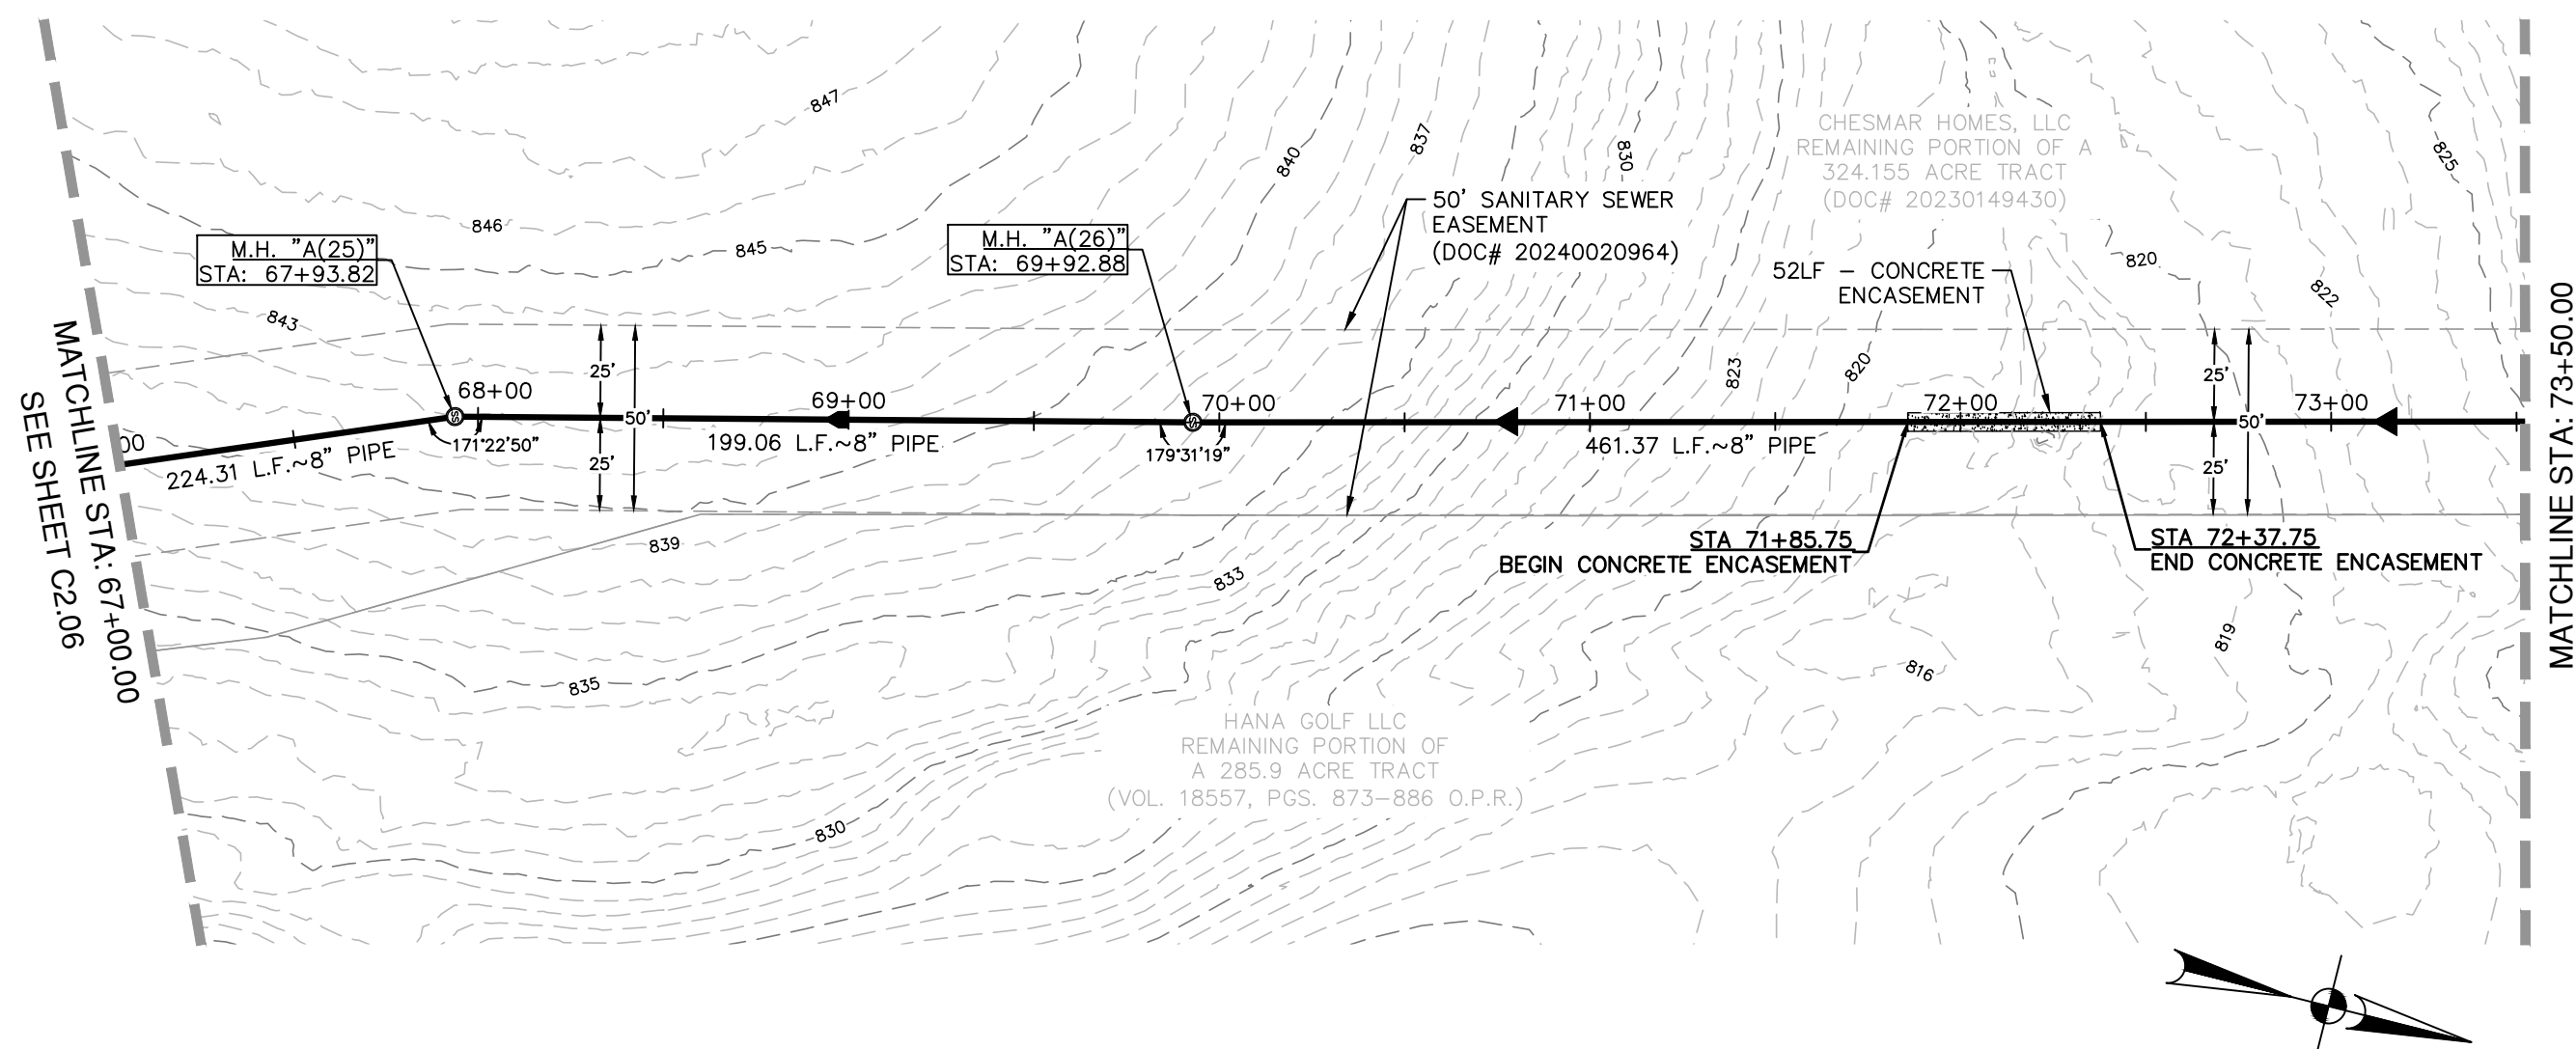 847
846
845
843
840
837
830
825
CHESMAR HOMES, LLC
REMAINING PORTION OF A
324.155 ACRE TRACT
(DOC# 20230149430)
50' SANITARY SEWER
EASEMENT
(DOC# 20240020964)
M.H. "A(25)"
STA: 67+93.82
M.H. "A(26)"
STA: 69+92.88
52LF - CONCRETE
ENCASEMENT
820
822
823
820
MATCHLINE STA: 67+00.00
SEE SHEET C2.06
MATCHLINE STA: 73+50.00
00
68+00
69+00
70+00
71+00
72+00
73+00
25'
50'
25'
25'
50'
25'
SS
SS
171°22'50"
179°31'19"
224.31 L.F.~8" PIPE
199.06 L.F.~8" PIPE
461.37 L.F.~8" PIPE
STA 71+85.75
BEGIN CONCRETE ENCASEMENT
STA 72+37.75
END CONCRETE ENCASEMENT
839
833
835
830
819
816
HANA GOLF LLC
REMAINING PORTION OF
A 285.9 ACRE TRACT
(VOL. 18557, PGS. 873-886 O.P.R.)